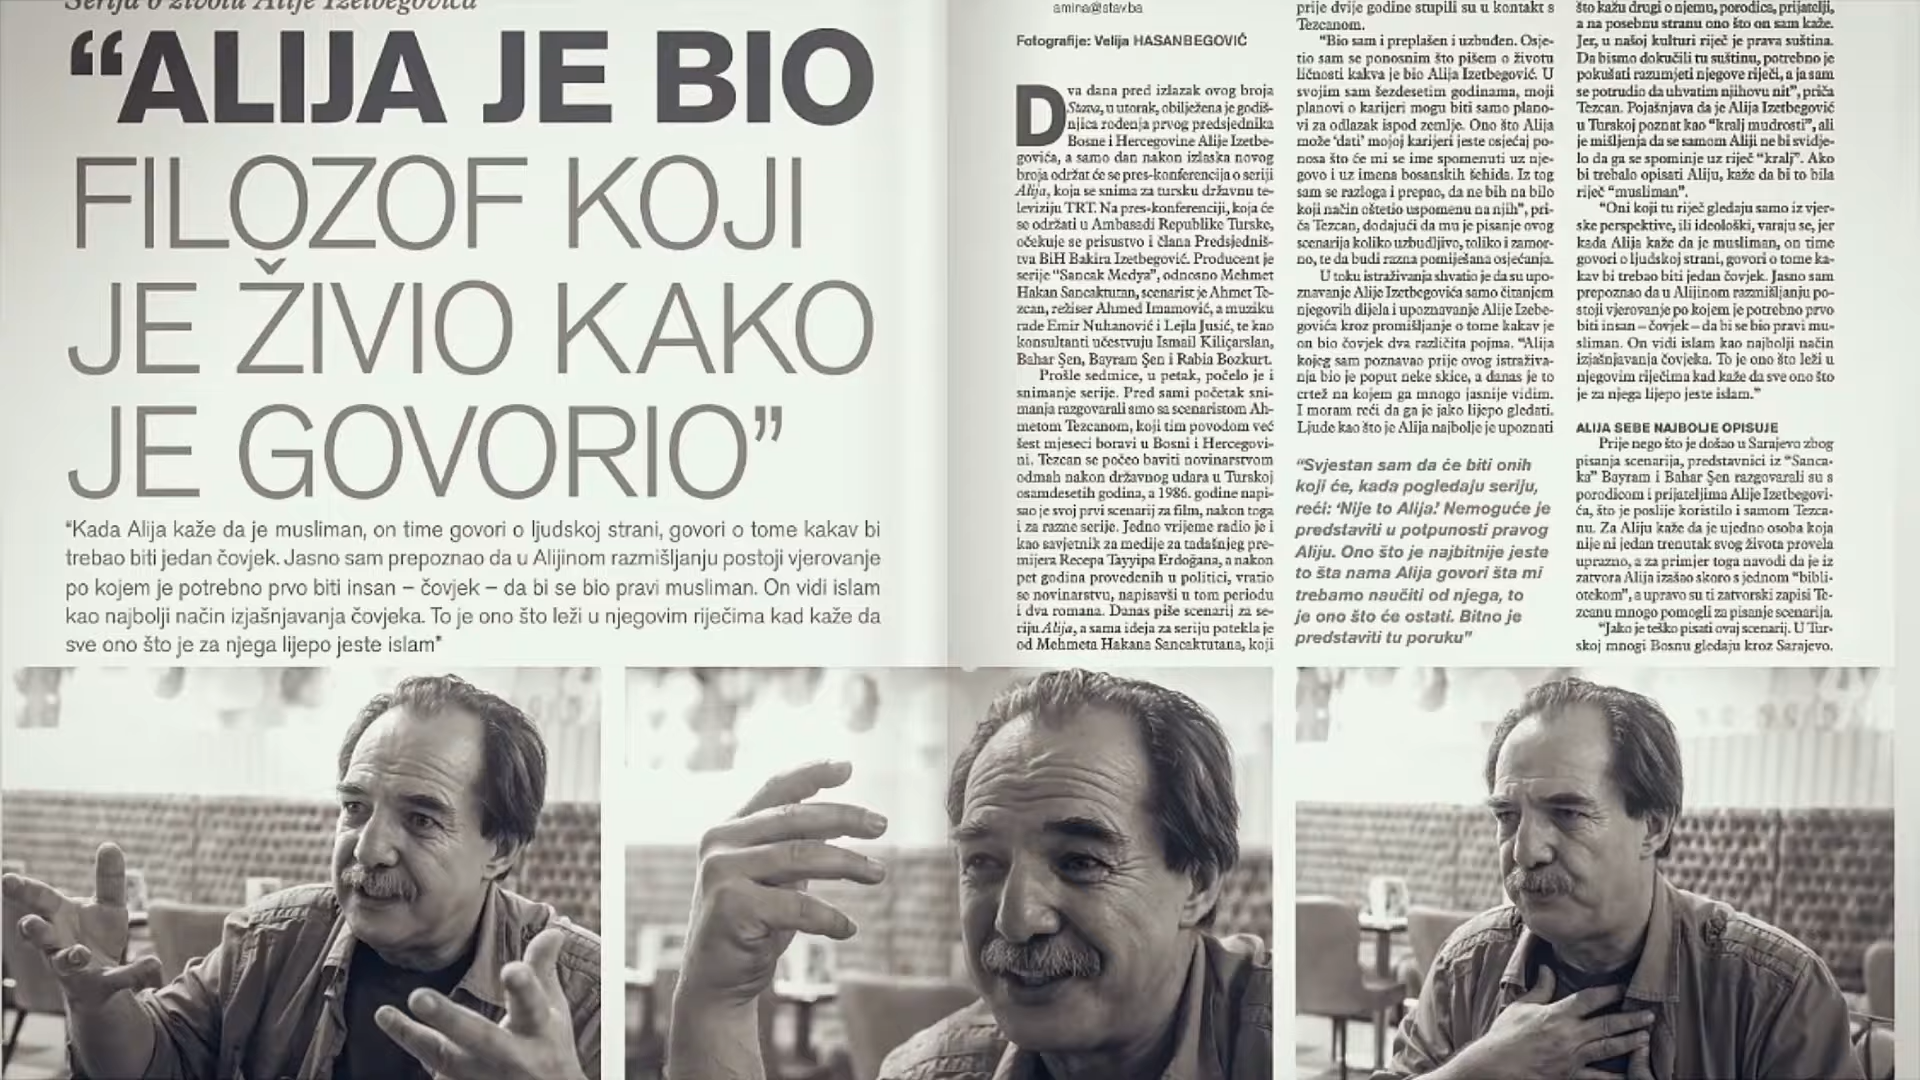 Serija o životu Alije Izetbegovića
“ALIJA JE BIO
FILOZOF KOJI
JE ŽIVIO KAKO
JE GOVORIO”
“Kada Alija kaže da je musliman, on time govori o ljudskoj strani, govori o tome kakav bi
trebao biti jedan čovjek. Jasno sam prepoznao da u Alijinom razmišljanju postoji vjerovanje
po kojem je potrebno prvo biti insan – čovjek – da bi se bio pravi musliman. On vidi islam
kao najbolji način izjašnjavanja čovjeka. To je ono što leži u njegovim riječima kad kaže da
sve ono što je za njega lijepo jeste islam”
amina@stav.ba
Fotografije: Velija HASANBEGOVIĆ
Dva dana pred izlazak ovog broja
Stava, u utorak, obilježena je godiš-
njica rođenja prvog predsjednika
Bosne i Hercegovine Alije Izetbe-
govića, a samo dan nakon izlaska novog
broja održat će se pres-konferencija o seriji
Alija, koja se snima za tursku državnu te-
leviziju TRT. Na pres-konferenciji, koja će
se održati u Ambasadi Republike Turske,
očekuje se prisustvo i člana Predsjedniš-
tva BiH Bakira Izetbegović. Producent je
serije “Sancak Medya”, odnosno Mehmet
Hakan Sancaktutan, scenarist je Ahmet Te-
zcan, režiser Ahmed Imamović, a muziku
rade Emir Nuhanović i Lejla Jusić, te kao
konsultanti učestvuju Ismail Kiliçarslan,
Bahar Şen, Bayram Şen i Rabia Bozkurt.
Prošle sedmice, u petak, počelo je i
snimanje serije. Pred sami početak sni-
manja razgovarali smo sa scenaristom Ah-
metom Tezcanom, koji tim povodom već
šest mjeseci boravi u Bosni i Hercegovi-
ni. Tezcan se počeo baviti novinarstvom
odmah nakon državnog udara u Turskoj
osamdesetih godina, a 1986. godine napi-
sao je svoj prvi scenarij za film, nakon toga
i za razne serije. Jedno vrijeme radio je i
kao savjetnik za medije za tadašnjeg pre-
mijera Recepa Tayyipa Erdoğana, a nakon
pet godina provedenih u politici, vratio
se novinarstvu, napisavši u tom periodu
i dva romana. Danas piše scenarij za se-
riju Alija, a sama ideja za seriju potekla je
od Mehmeta Hakana Sancaktutana, koji
prije dvije godine stupili su u kontakt s
Tezcanom.
“Bio sam i preplašen i uzbuđen. Osje-
tio sam se ponosnim što pišem o životu
ličnosti kakva je bio Alija Izetbegović. U
svojim sam šezdesetim godinama, moji
planovi o karijeri mogu biti samo plano-
vi za odlazak ispod zemlje. Ono što Alija
može ‘dati’ mojoj karijeri jeste osjećaj po-
nosa što će mi se ime spomenuti uz nje-
govo i uz imena bosanskih šehida. Iz tog
sam se razloga i prepao, da ne bih na bilo
koji način oštetio uspomenu na njih”, pri-
ča Tezcan, dodajući da mu je pisanje ovog
scenarija koliko uzbudljivo, toliko i zamor-
no, te da budi razna pomiješana osjećanja.
U toku istraživanja shvatio je da su upo-
znavanje Alije Izetbegovića samo čitanjem
njegovih dijela i upoznavanje Alije Izebe-
govića kroz promišljanje o tome kakav je
on bio čovjek dva različita pojma. “Alija
kojeg sam poznavao prije ovog istraživa-
nja bio je poput neke skice, a danas je to
crtež na kojem ga mnogo jasnije vidim.
I moram reći da ga je jako lijepo gledati.
Ljude kao što je Alija najbolje je upoznati
“Svjestan sam da će biti onih
koji će, kada pogledaju seriju,
reći: ‘Nije to Alija.’ Nemoguće je
predstaviti u potpunosti pravog
Aliju. Ono što je najbitnije jeste
to šta nama Alija govori šta mi
trebamo naučiti od njega, to
je ono što će ostati. Bitno je
predstaviti tu poruku”
što kažu drugi o njemu, porodica, prijatelji,
a na posebnu stranu ono što on sam kaže.
Jer, u našoj kulturi riječ je prava suština.
Da bismo dokučili tu suštinu, potrebno je
pokušati razumjeti njegove riječi, a ja sam
se potrudio da uhvatim njihovu nit”, priča
Tezcan. Pojašnjava da je Alija Izetbegović
u Turskoj poznat kao “kralj mudrosti”, ali
je mišljenja da se samom Aliji ne bi svidje-
lo da ga se spominje uz riječ “kralj”. Ako
bi trebalo opisati Aliju, kaže da bi to bila
riječ “musliman”.
“Oni koji tu riječ gledaju samo iz vjer-
ske perspektive, ili ideološki, varaju se, jer
kada Alija kaže da je musliman, on time
govori o ljudskoj strani, govori o tome ka-
kav bi trebao biti jedan čovjek. Jasno sam
prepoznao da u Alijinom razmišljanju po-
stoji vjerovanje po kojem je potrebno prvo
biti insan – čovjek – da bi se bio pravi mu-
sliman. On vidi islam kao najbolji način
izjašnjavanja čovjeka. To je ono što leži u
njegovim riječima kad kaže da sve ono što
je za njega lijepo jeste islam.”
ALIJA SEBE NAJBOLJE OPISUJE
Prije nego što je došao u Sarajevo zbog
pisanja scenarija, predstavnici iz “Sanca-
ka” Bayram i Bahar Şen razgovarali su s
porodicom i prijateljima Alije Izetbegovi-
ća, što je poslije koristilo i samom Tezca-
nu. Za Aliju kaže da je ujedno osoba koja
nije ni jedan trenutak svog života provela
uprazno, a za primjer toga navodi da je iz
zatvora Alija izašao skoro s jednom “bibli-
otekom”, a upravo su ti zatvorski zapisi Te-
zcanu mnogo pomogli za pisanje scenarija.
“Jako je teško pisati ovaj scenarij. U Tur-
skoj mnogi Bosnu gledaju kroz Sarajevo.